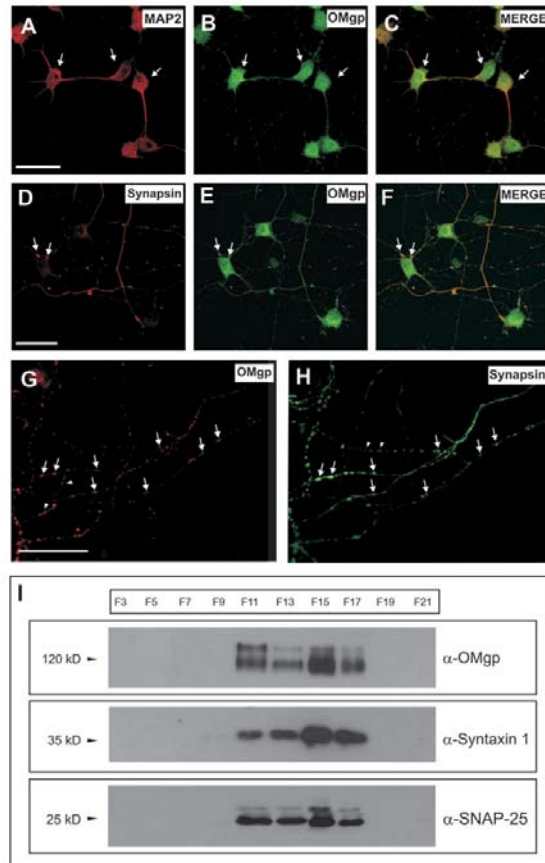 A MAP2 B OMgp C MERGE
D Synapsin E OMgp F MERGE
G OMgp H Synapsin
I
F3 F5 F7 F9 F11 F13 F15 F17 F19 F21
120 kD α-OMgp
35 kD α-Syntaxin 1
25 kD α-SNAP-25